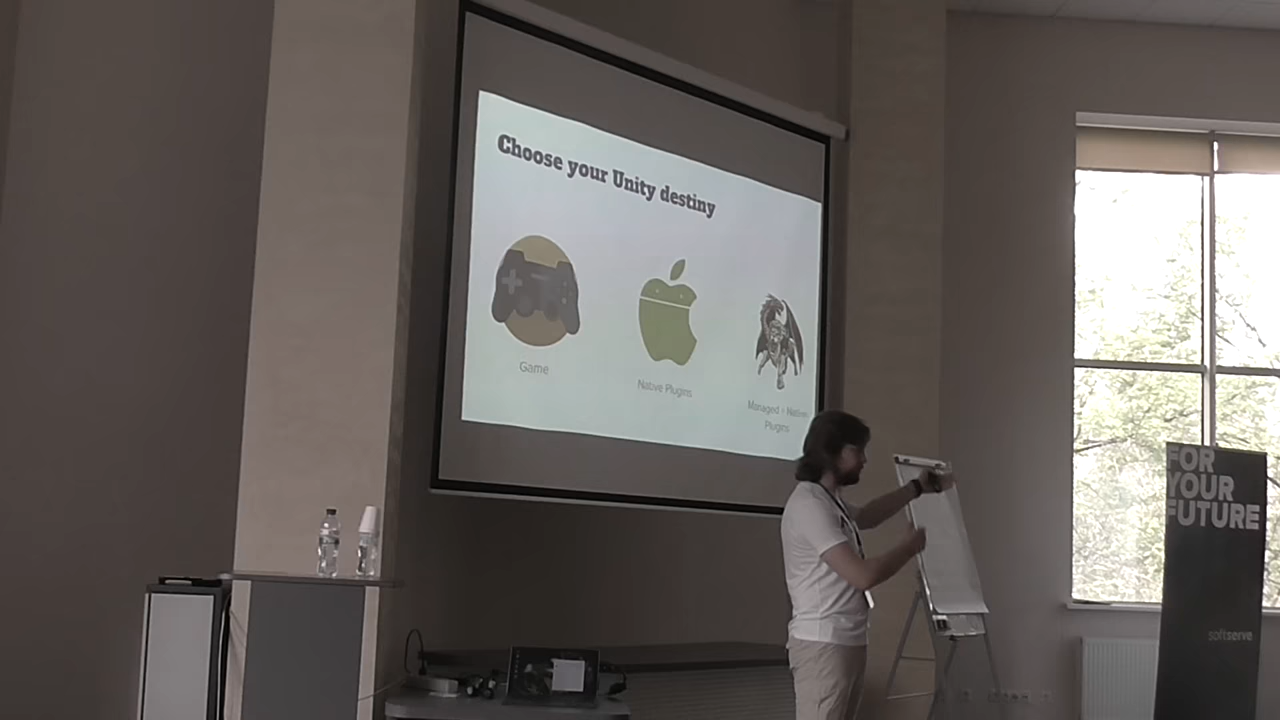 Choose your Unity destiny
Game
Native Plugins
Managed + Native
Plugins
FOR
YOUR
FUTURE
softserve